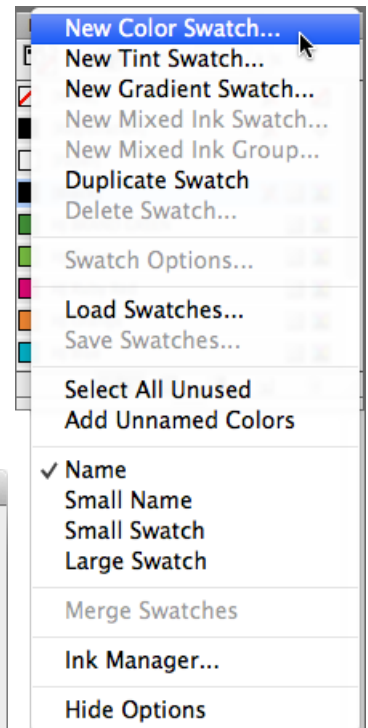 New Color Swatch...
New Tint Swatch...
New Gradient Swatch...
New Mixed Ink Swatch...
New Mixed Ink Group...
Duplicate Swatch
Delete Swatch...
Swatch Options...
Load Swatches...
Save Swatches...
Select All Unused
Add Unnamed Colors
✓ Name
Small Name
Small Swatch
Large Swatch
Merge Swatches
Ink Manager...
Hide Options